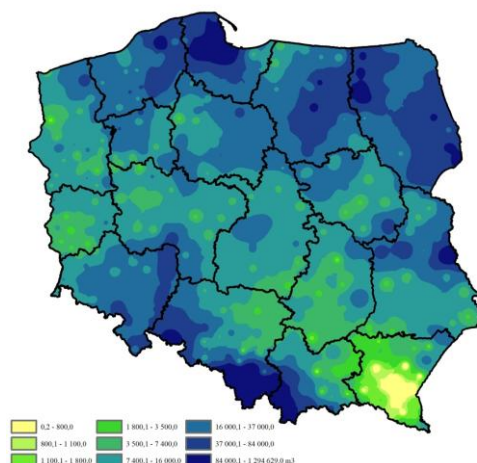 0,2 - 800,0
800,1 - 1 100,0
1 100,1 - 1 800,0
1 800,1 - 3 500,0
3 500,1 - 7 400,0
7 400,1 - 16 000,0
16 000,1 - 37 000,0
37 000,1 - 84 000,0
84 000,1 - 1 294 629,0 m3